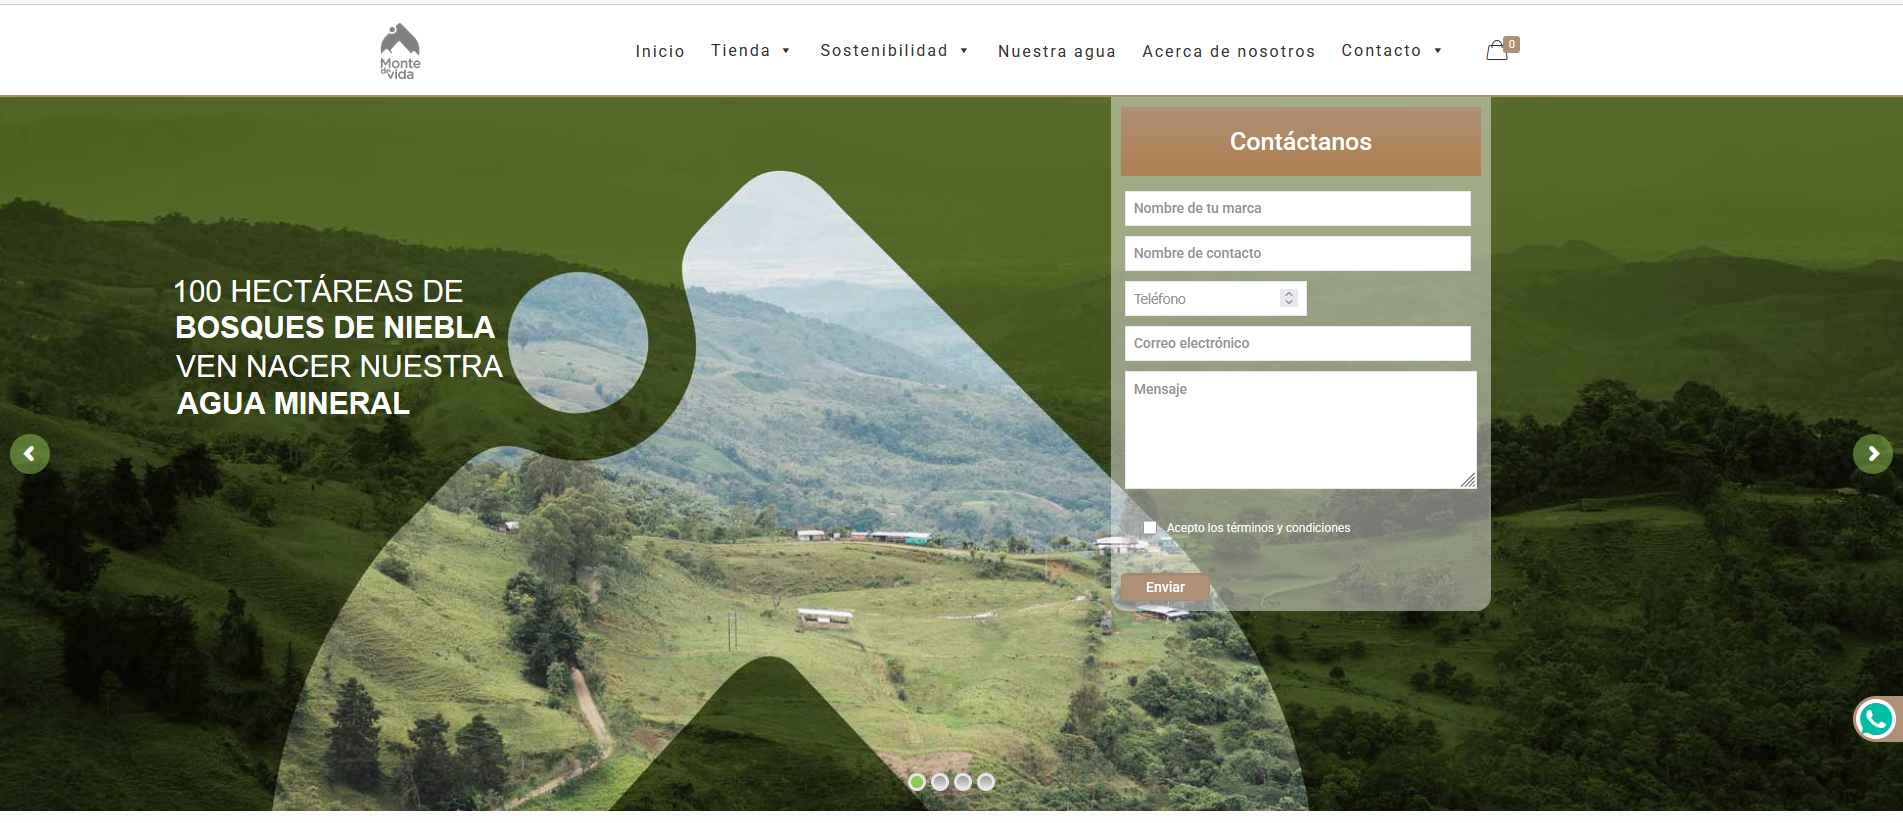 Monte
de vida
Inicio
Tienda
Sostenibilidad
Nuestra agua
Acerca de nosotros
Contacto
0
100 HECTÁREAS DE
BOSQUES DE NIEBLA
VEN NACER NUESTRA
AGUA MINERAL
Contáctanos
Nombre de tu marca
Nombre de contacto
Teléfono
Correo electrónico
Mensaje
Acepto los términos y condiciones
Enviar